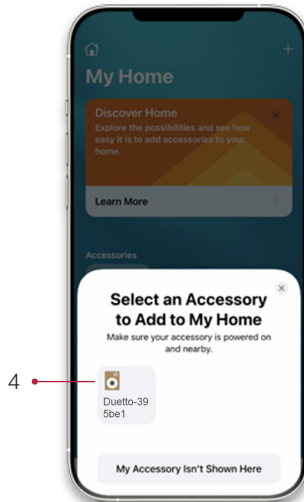 My Home
Discover Home
Explore the possibilities and see how
easy it is to add accessories to your
home.
Learn More
Accessories
Select an Accessory
to Add to My Home
Make sure your accessory is powered on
and nearby.
4
Duetto-39
5be1
My Accessory Isn't Shown Here